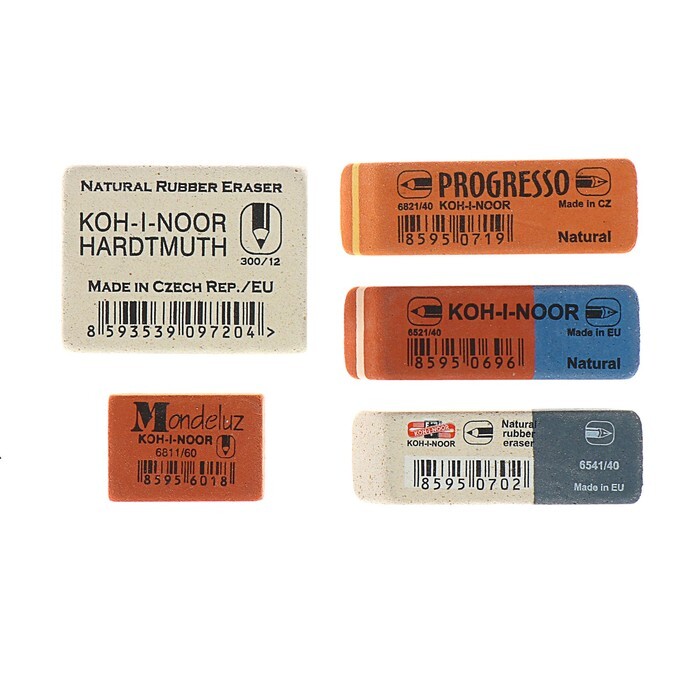 NATURAL RUBBER ERASER
KOH-I-NOOR
HARDTMUTH
300/12
MADE IN CZECH REP./EU
8 593539 097204 >
Mondeluz
KOH-I-NOOR
6811/60
8595 6018
PROGRESSO
6821/40 KOH-I-NOOR Made in CZ
8595 0719
Natural
KOH-I-NOOR
6521/40 Made in EU
8595 0696
Natural
KOH-I-NOOR
Natural
rubber
eraser
8595 0702
6541/40
Made in EU